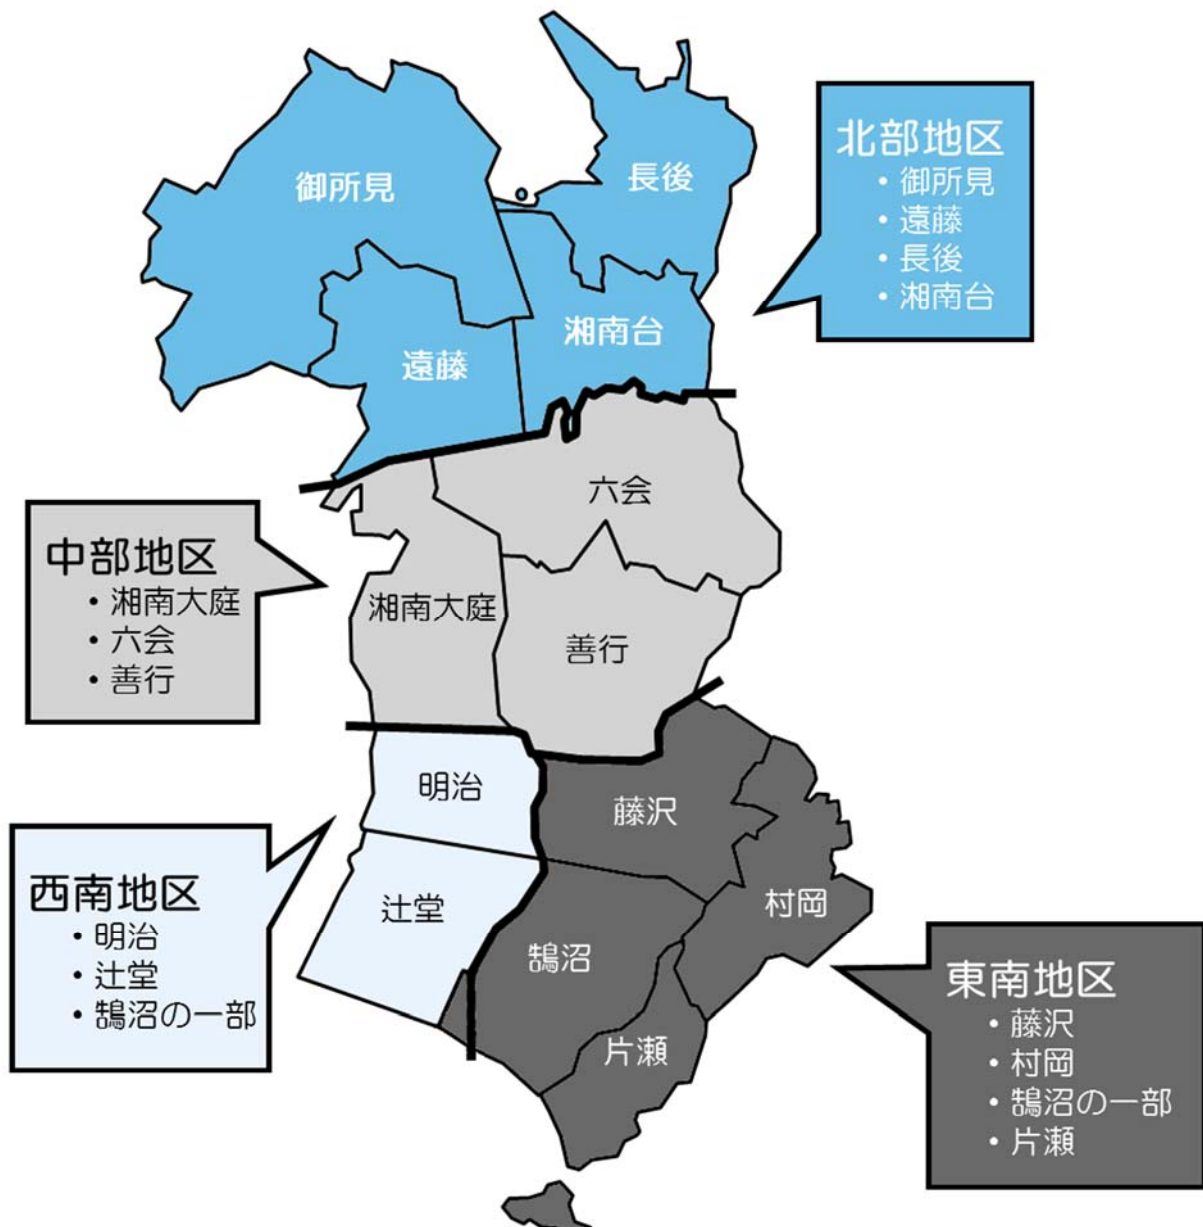 御所見
長後
湘南台
遠藤
北部地区
・御所見
・遠藤
・長後
・湘南台
六会
湘南大庭
善行
中部地区
・湘南大庭
・六会
・善行
明治
藤沢
辻堂
村岡
鵠沼
片瀬
西南地区
・明治
・辻堂
・鵠沼の一部
東南地区
・藤沢
・村岡
・鵠沼の一部
・片瀬